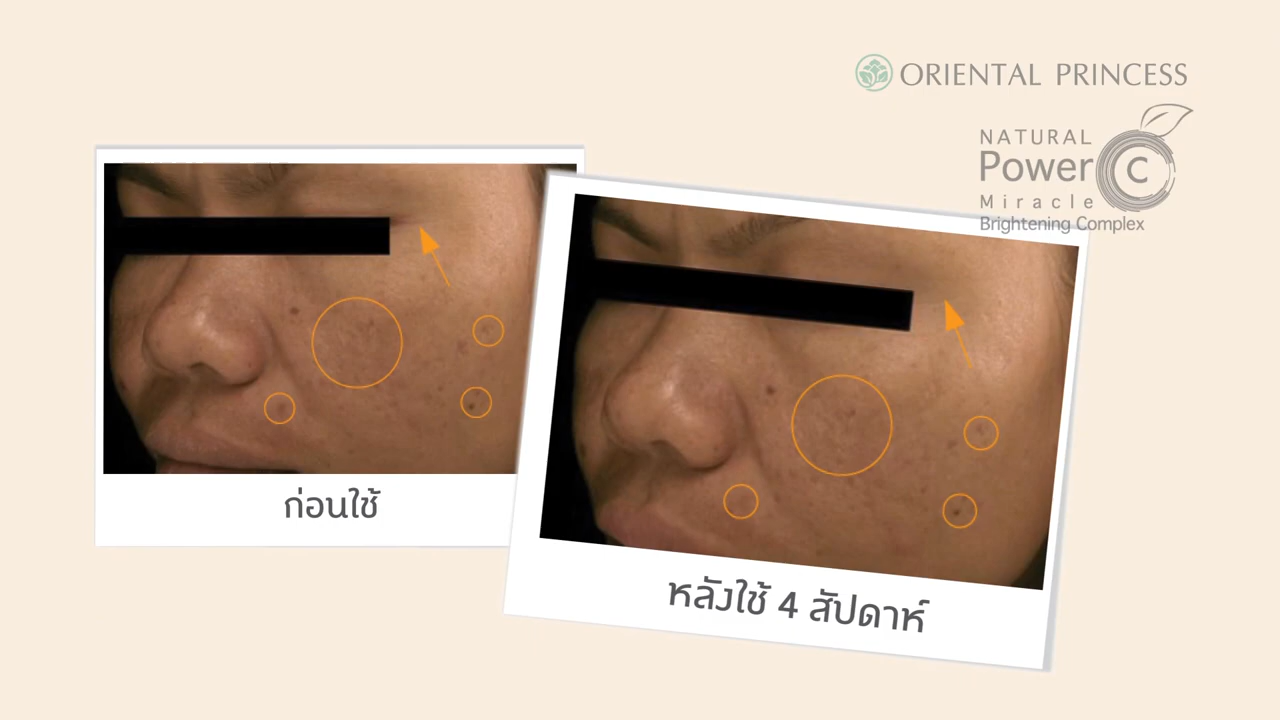 ORIENTAL PRINCESS
NATURAL
Power C
Miracle
Brightening Complex
ก่อนใช้
หลังใช้ 4 สัปดาห์